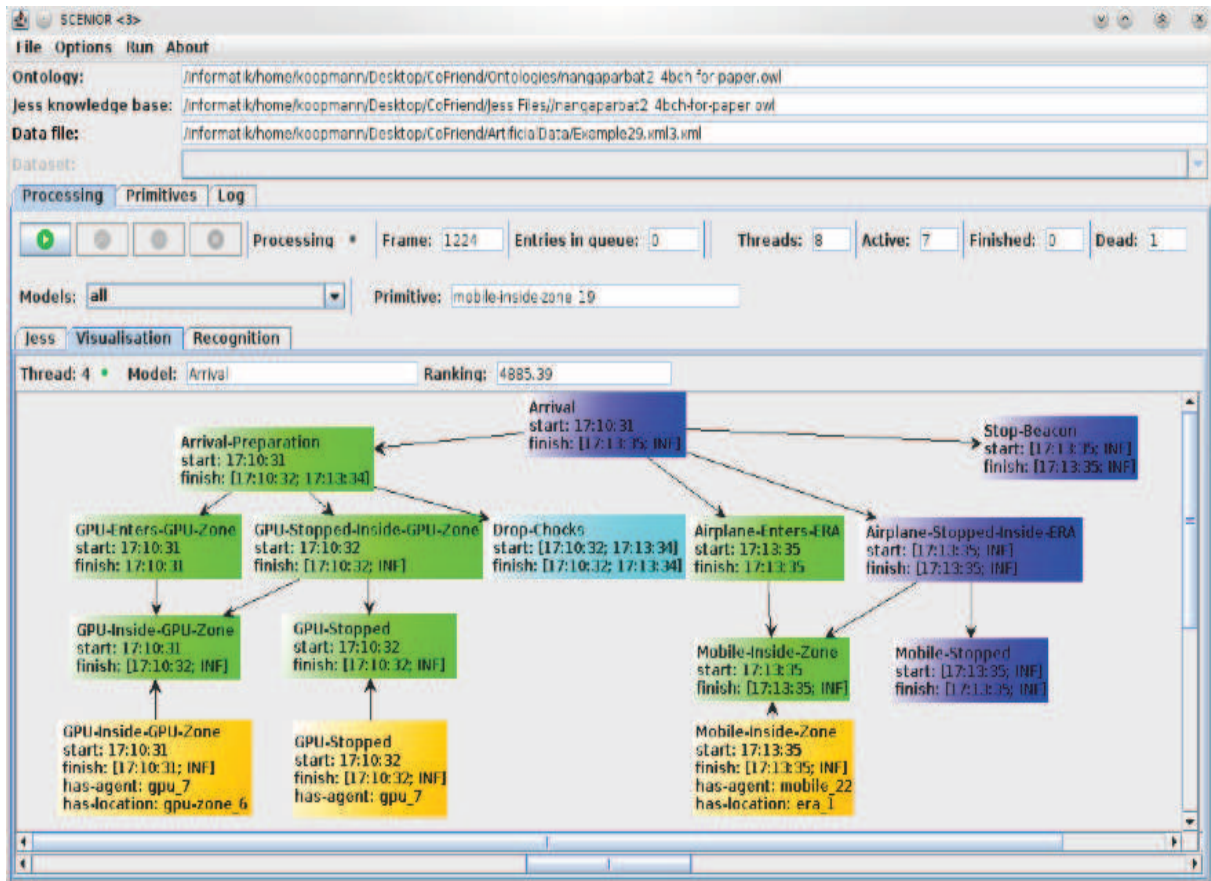 SCENIOR <3>
File Options Run About
Ontology: /informatik/home/koopmann/Desktop/CoFriend/Ontologies/nangaparbat2_4bch-for-paper.owl
Jess knowledge base: /informatik/home/koopmann/Desktop/CoFriend/Jess Files//nangaparbat2_4bch-for-paper.owl
Data file: /informatik/home/koopmann/Desktop/CoFriend/ArtificialData/Example29.xml3.xml
Dataset:
Processing Primitives Log
Processing Frame: 1224 Entries in queue: 0 Threads: 8 Active: 7 Finished: 0 Dead: 1
Models: all Primitive: mobile-inside-zone_19
Jess Visualisation Recognition
Thread: 4 Model: Arrival Ranking: 4885.39
Arrival
start: 17:10:31
finish: [17:13:35; INF]
Arrival-Preparation
start: 17:10:31
finish: [17:10:32; 17:13:34]
Stop-Beacon
start: [17:13:35; INF]
finish: [17:13:35; INF]
GPU-Enters-GPU-Zone
start: 17:10:31
finish: 17:10:31
GPU-Stopped-Inside-GPU-Zone
start: 17:10:32
finish: [17:10:32; INF]
Drop-Chocks
start: [17:10:32; 17:13:34]
finish: [17:10:32; 17:13:34]
Airplane-Enters-ERA
start: 17:13:35
finish: 17:13:35
Airplane-Stopped-Inside-ERA
start: [17:13:35; INF]
finish: [17:13:35; INF]
GPU-Inside-GPU-Zone
start: 17:10:31
finish: [17:10:32; INF]
GPU-Stopped
start: 17:10:32
finish: [17:10:32; INF]
Mobile-Inside-Zone
start: 17:13:35
finish: [17:13:35; INF]
Mobile-Stopped
start: [17:13:35; INF]
finish: [17:13:35; INF]
GPU-Inside-GPU-Zone
start: 17:10:31
finish: [17:10:31; INF]
has-agent: gpu_7
has-location: gpu-zone_6
GPU-Stopped
start: 17:10:32
finish: [17:10:32; INF]
has-agent: gpu_7
Mobile-Inside-Zone
start: 17:13:35
finish: [17:13:35; INF]
has-agent: mobile_22
has-location: era_1